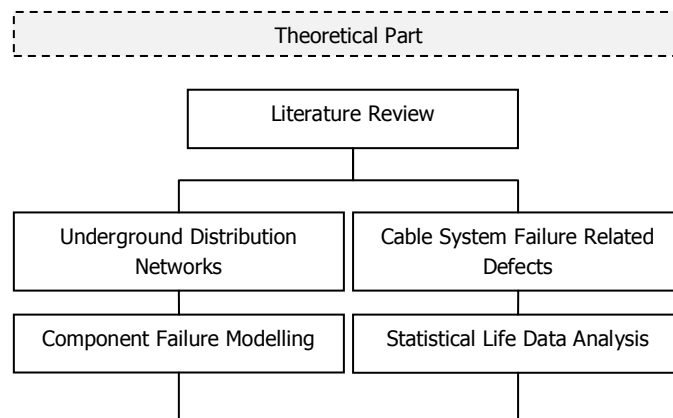 Theoretical Part
Literature Review
Underground Distribution
Networks
Cable System Failure Related
Defects
Component Failure Modelling
Statistical Life Data Analysis